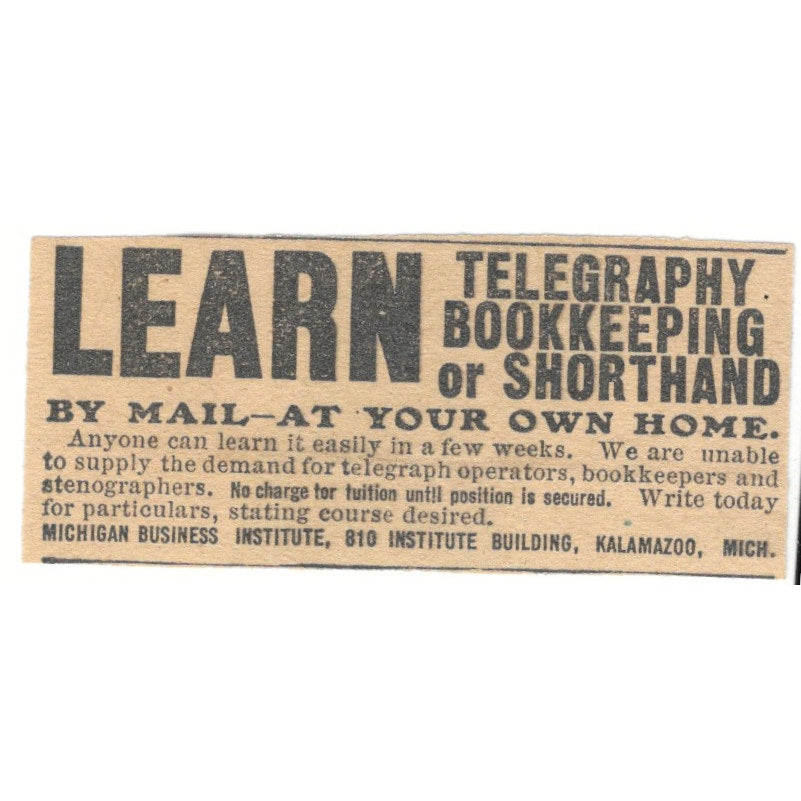 LEARN TELEGRAPHY
BOOKKEEPING
or SHORTHAND
BY MAIL—AT YOUR OWN HOME.
Anyone can learn it easily in a few weeks. We are unable
to supply the demand for telegraph operators, bookkeepers and
stenographers. No charge for tuition until position is secured. Write today
for particulars, stating course desired.
MICHIGAN BUSINESS INSTITUTE, 810 INSTITUTE BUILDING, KALAMAZOO, MICH.